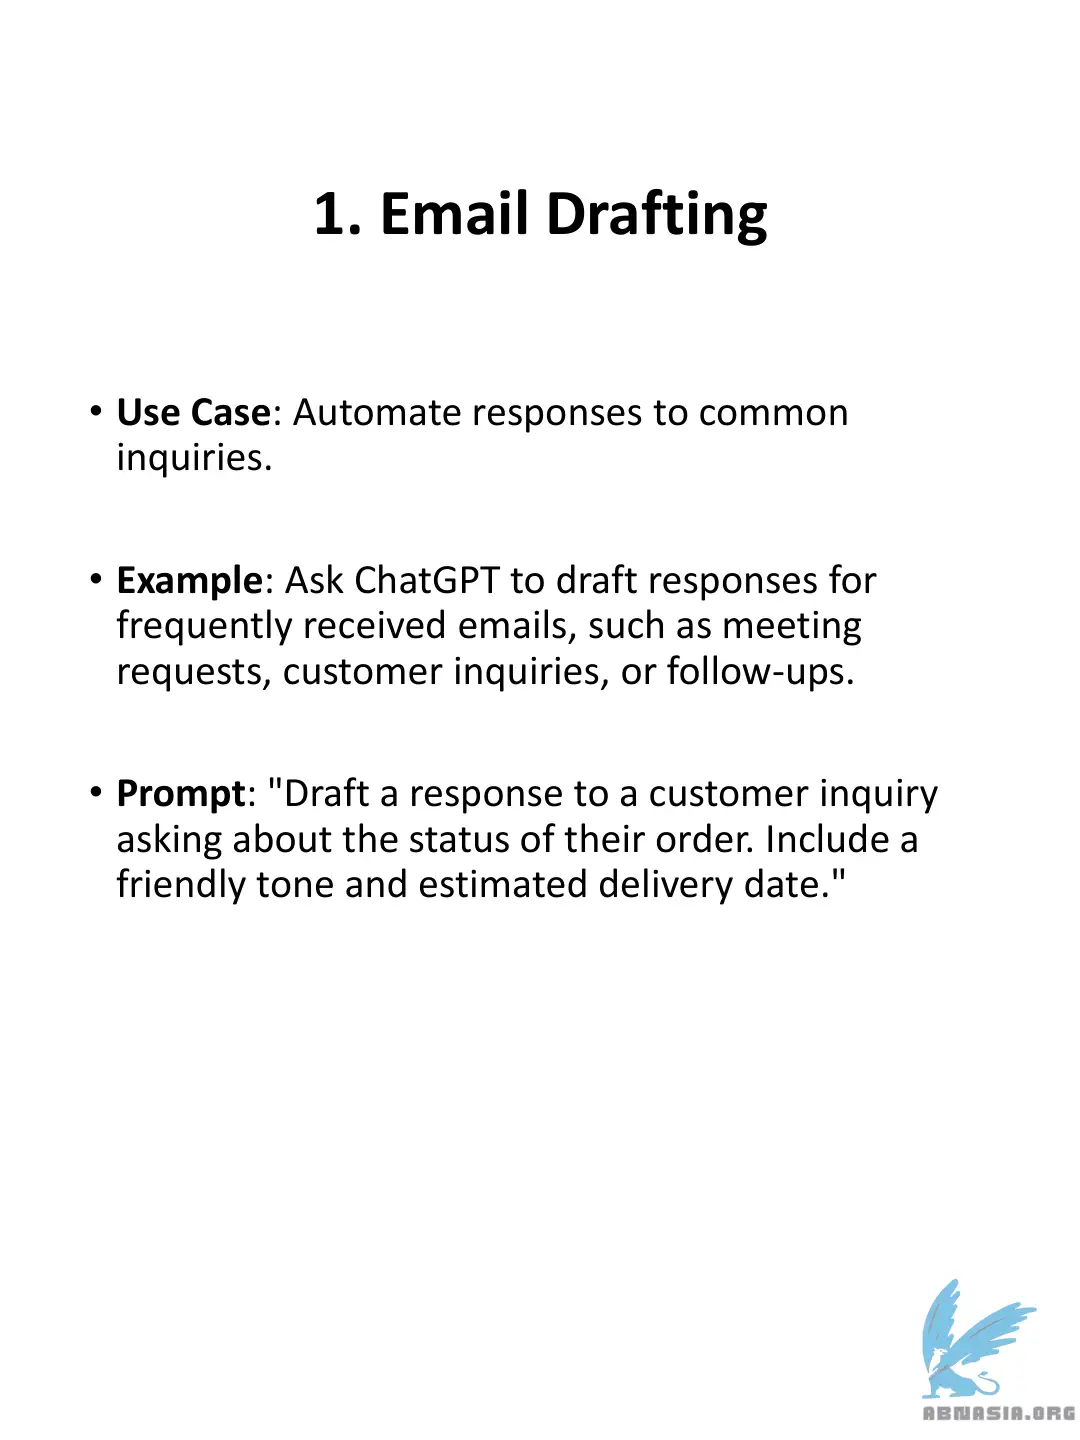 1. Email Drafting
• Use Case: Automate responses to common
inquiries.
• Example: Ask ChatGPT to draft responses for
frequently received emails, such as meeting
requests, customer inquiries, or follow-ups.
• Prompt: "Draft a response to a customer inquiry
asking about the status of their order. Include a
friendly tone and estimated delivery date."
ABNASIA.ORG